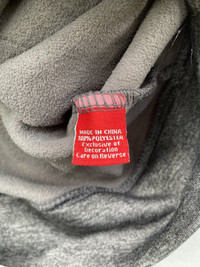 MADE IN CHINA
100% POLYESTER
Exclusive of
Decoration
Care on Reverse